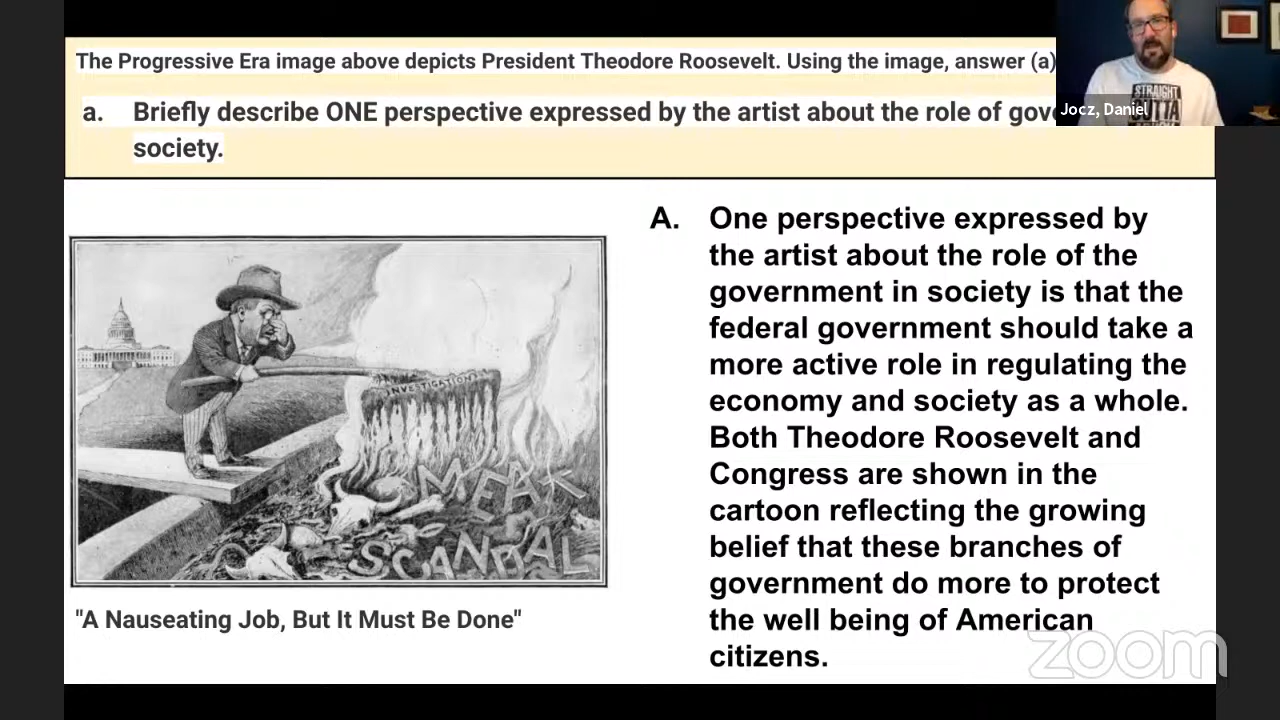 The Progressive Era image above depicts President Theodore Roosevelt. Using the image, answer (a)
a. Briefly describe ONE perspective expressed by the artist about the role of
society.
Jocz, Daniel
STRAIGHT
OUTTA
A. One perspective expressed by
the artist about the role of the
government in society is that the
federal government should take a
more active role in regulating the
economy and society as a whole.
Both Theodore Roosevelt and
Congress are shown in the
cartoon reflecting the growing
belief that these branches of
government do more to protect
the well being of American
citizens.
INVESTIGATION
MEAT
SCANDAL
"A Nauseating Job, But It Must Be Done"
zoom